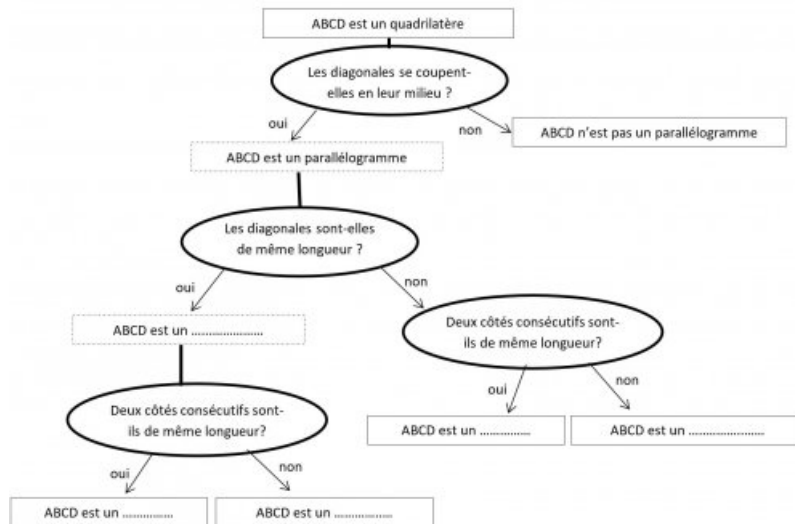 ABCD est un quadrilatère
Les diagonales se coupent-
elles en leur milieu ?
oui
non
ABCD n'est pas un parallélogramme
ABCD est un parallélogramme
Les diagonales sont-elles
de même longueur ?
oui
non
ABCD est un .....................
Deux côtés consécutifs sont-
ils de même longueur?
oui
non
ABCD est un ...............
ABCD est un ......................
Deux côtés consécutifs sont-
ils de même longueur?
oui
non
ABCD est un ...............
ABCD est un .................